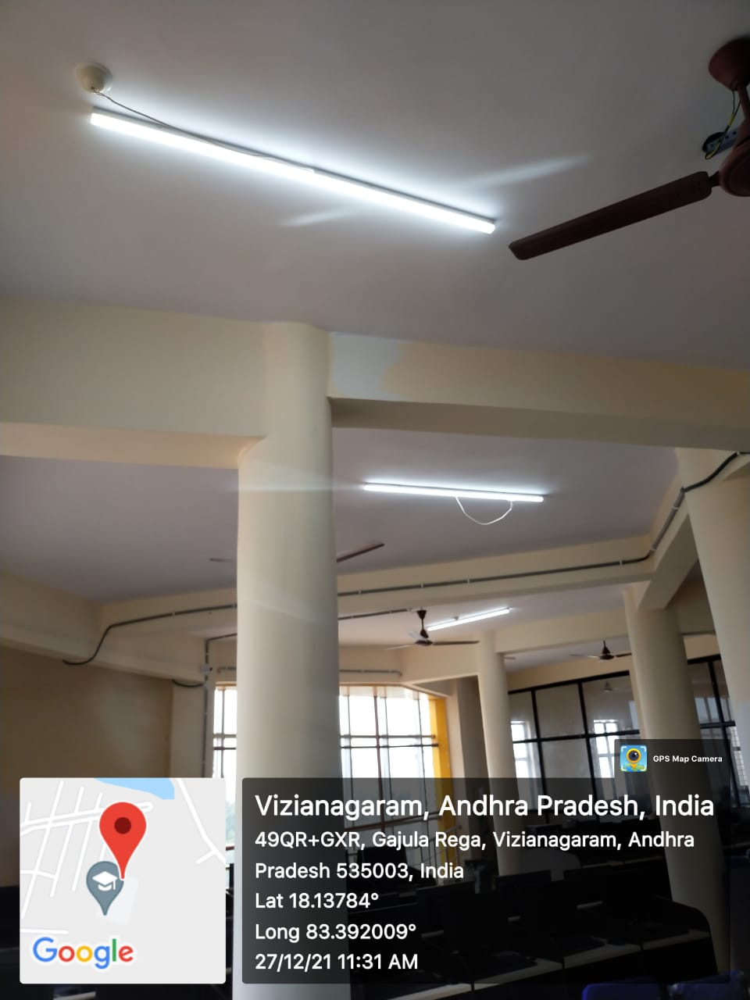 GPS Map Camera
Vizianagaram, Andhra Pradesh, India
49QR+GXR, Gajula Rega, Vizianagaram, Andhra
Pradesh 535003, India
Lat 18.13784°
Long 83.392009°
27/12/21 11:31 AM
Google